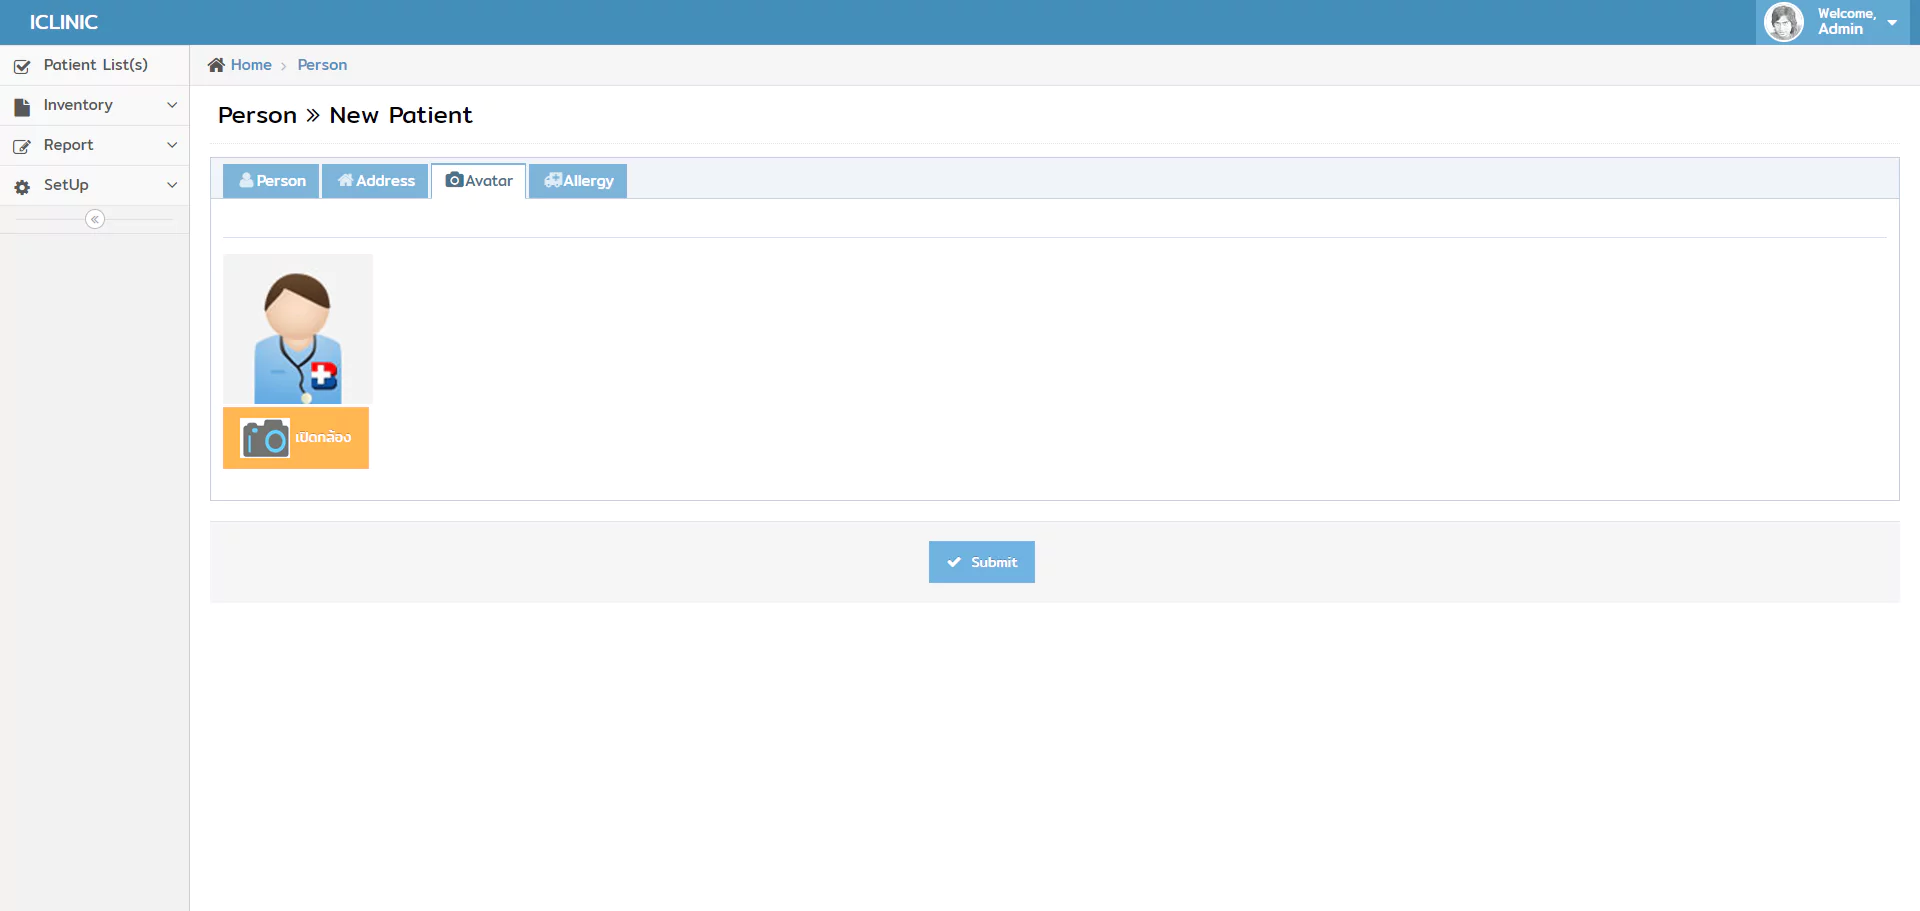 ICLINIC
Welcome,
Admin
Patient List(s)
Inventory
Report
SetUp
Home > Person
Person » New Patient
Person
Address
Avatar
Allergy
เปิดกล้อง
Submit